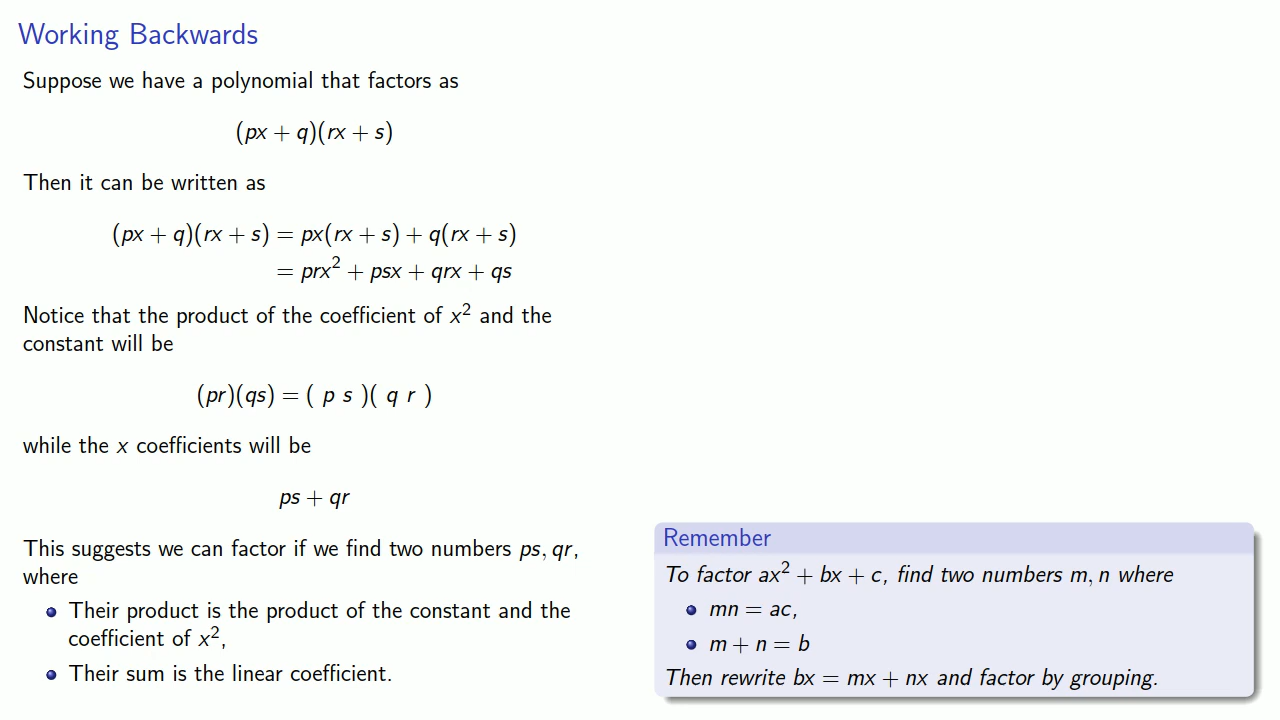 Working Backwards
Suppose we have a polynomial that factors as
(px + q)(rx + s)
Then it can be written as
(px + q)(rx + s) = px(rx + s) + q(rx + s)
= prx² + psx + qrx + qs
Notice that the product of the coefficient of x² and the
constant will be
(pr)(qs) = ( p s )( q r )
while the x coefficients will be
ps + qr
This suggests we can factor if we find two numbers ps, qr,
where
• Their product is the product of the constant and the
coefficient of x²,
• Their sum is the linear coefficient.
Remember
To factor ax² + bx + c, find two numbers m, n where
• mn = ac,
• m + n = b
Then rewrite bx = mx + nx and factor by grouping.